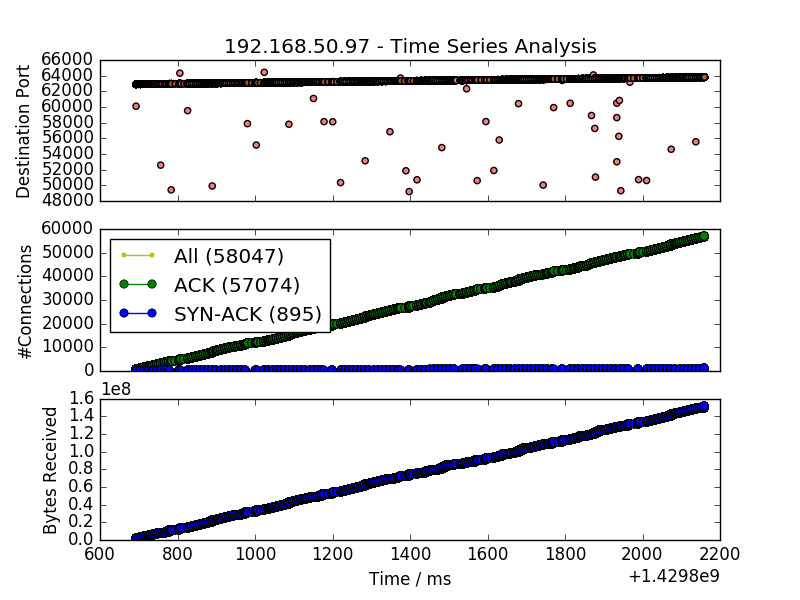 192.168.50.97 - Time Series Analysis
66000
64000
62000
60000
58000
56000
54000
52000
50000
48000
Destination Port
60000
50000
40000
30000
20000
10000
0
#Connections
All (58047)
ACK (57074)
SYN-ACK (895)
1e8
1.6
1.4
1.2
1.0
0.8
0.6
0.4
0.2
0.0
Bytes Received
600 800 1000 1200 1400 1600 1800 2000 2200
Time / ms
+1.4298e9